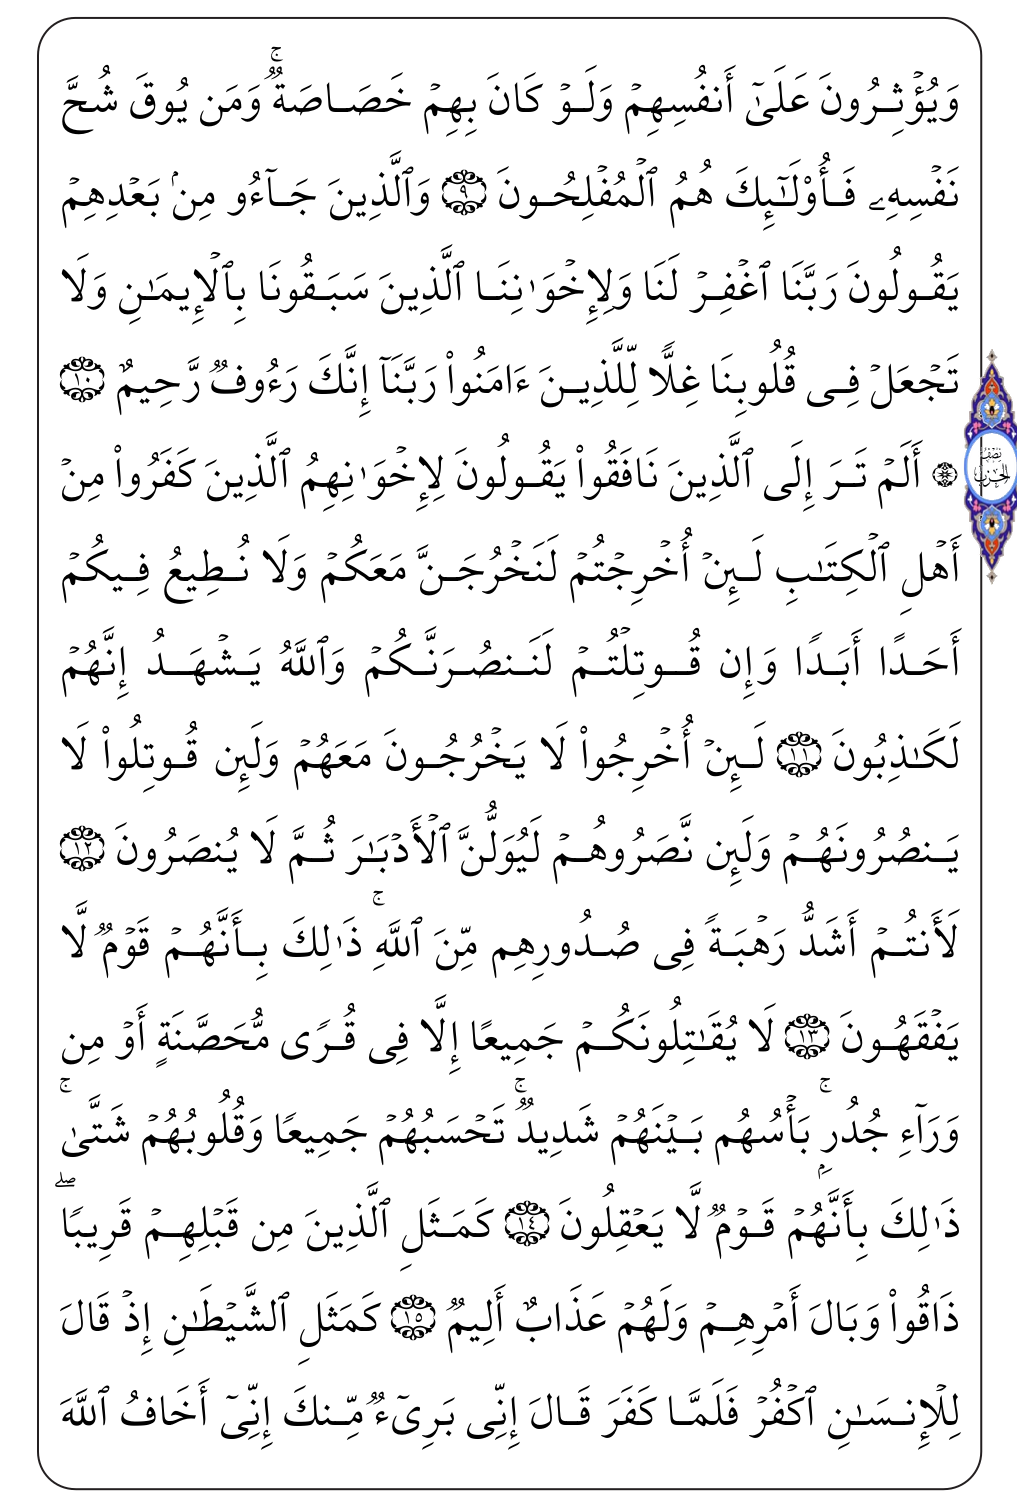 وَيُؤْثِرُونَ عَلَىٰٓ أَنفُسِهِمْ وَلَوْ كَانَ بِهِمْ خَصَاصَةٌ ۚ وَمَن يُوقَ شُحَّ
نَفْسِهِۦ فَأُوْلَـٰٓئِكَ هُمُ ٱلْمُفْلِحُونَ ٩ وَٱلَّذِينَ جَآءُو مِنۢ بَعْدِهِمْ
يَقُولُونَ رَبَّنَا ٱغْفِرْ لَنَا وَلِإِخْوَٰنِنَا ٱلَّذِينَ سَبَقُونَا بِٱلْإِيمَـٰنِ وَلَا
تَجْعَلْ فِى قُلُوبِنَا غِلًّا لِّلَّذِينَ ءَامَنُوا۟ رَبَّنَآ إِنَّكَ رَءُوفٌ رَّحِيمٌ ١٠
نِصْفُ الحِزْبِ
۞ أَلَمْ تَرَ إِلَى ٱلَّذِينَ نَافَقُوا۟ يَقُولُونَ لِإِخْوَٰنِهِمُ ٱلَّذِينَ كَفَرُوا۟ مِنْ
أَهْلِ ٱلْكِتَـٰبِ لَئِنْ أُخْرِجْتُمْ لَنَخْرُجَنَّ مَعَكُمْ وَلَا نُطِيعُ فِيكُمْ
أَحَدًا أَبَدًا وَإِن قُوتِلْتُمْ لَنَنصُرَنَّكُمْ وَٱللَّهُ يَشْهَدُ إِنَّهُمْ
لَكَـٰذِبُونَ ١١ لَئِنْ أُخْرِجُوا۟ لَا يَخْرُجُونَ مَعَهُمْ وَلَئِن قُوتِلُوا۟ لَا
يَنصُرُونَهُمْ وَلَئِن نَّصَرُوهُمْ لَيُوَلُّنَّ ٱلْأَدْبَـٰرَ ثُمَّ لَا يُنصَرُونَ ١٢
لَأَنتُمْ أَشَدُّ رَهْبَةً فِى صُدُورِهِم مِّنَ ٱللَّهِ ۚ ذَٰلِكَ بِأَنَّهُمْ قَوْمٌ لَّا
يَفْقَهُونَ ١٣ لَا يُقَـٰتِلُونَكُمْ جَمِيعًا إِلَّا فِى قُرًى مُّحَصَّنَةٍ أَوْ مِن
وَرَآءِ جُدُرٍۭ ۚ بَأْسُهُم بَيْنَهُمْ شَدِيدٌ ۚ تَحْسَبُهُمْ جَمِيعًا وَقُلُوبُهُمْ شَتَّىٰ ۚ
ذَٰلِكَ بِأَنَّهُمْ قَوْمٌ لَّا يَعْقِلُونَ ١٤ كَمَثَلِ ٱلَّذِينَ مِن قَبْلِهِمْ قَرِيبًا ۖ
ذَاقُوا۟ وَبَالَ أَمْرِهِمْ وَلَهُمْ عَذَابٌ أَلِيمٌ ١٥ كَمَثَلِ ٱلشَّيْطَـٰنِ إِذْ قَالَ
لِلْإِنسَـٰنِ ٱكْفُرْ فَلَمَّا كَفَرَ قَالَ إِنِّى بَرِىٓءٌ مِّنكَ إِنِّىٓ أَخَافُ ٱللَّهَ